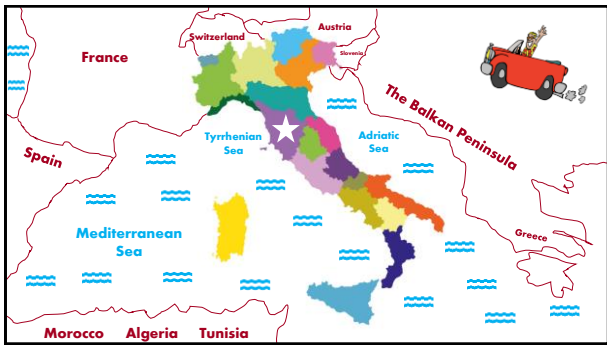 Switzerland
Austria
France
Slovenia
The Balkan Peninsula
Tyrrhenian
Sea
Adriatic
Sea
Spain
Mediterranean
Sea
Greece
Morocco Algeria Tunisia